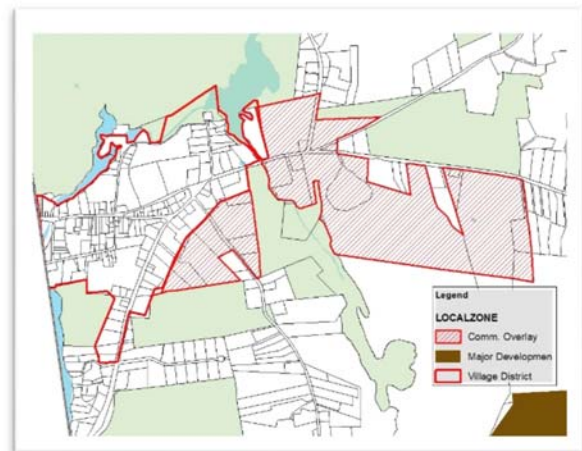 Legend
LOCALZONE
Comm. Overlay
Major Developmen
Village District